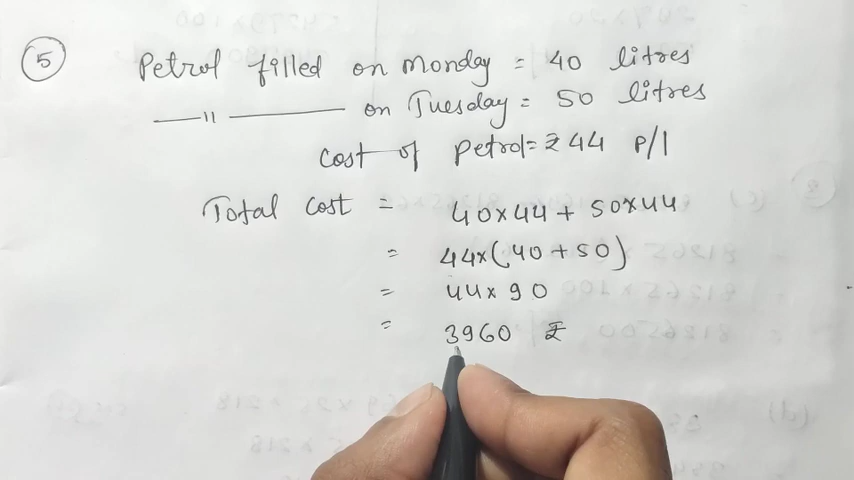 5 Petrol filled on Monday = 40 litres
—"— on Tuesday = 50 litres
Cost of Petrol = ₹ 44 P/l
Total Cost = 40×44 + 50×44
= 44×(40 + 50)
= 44×90
= 3960 ₹